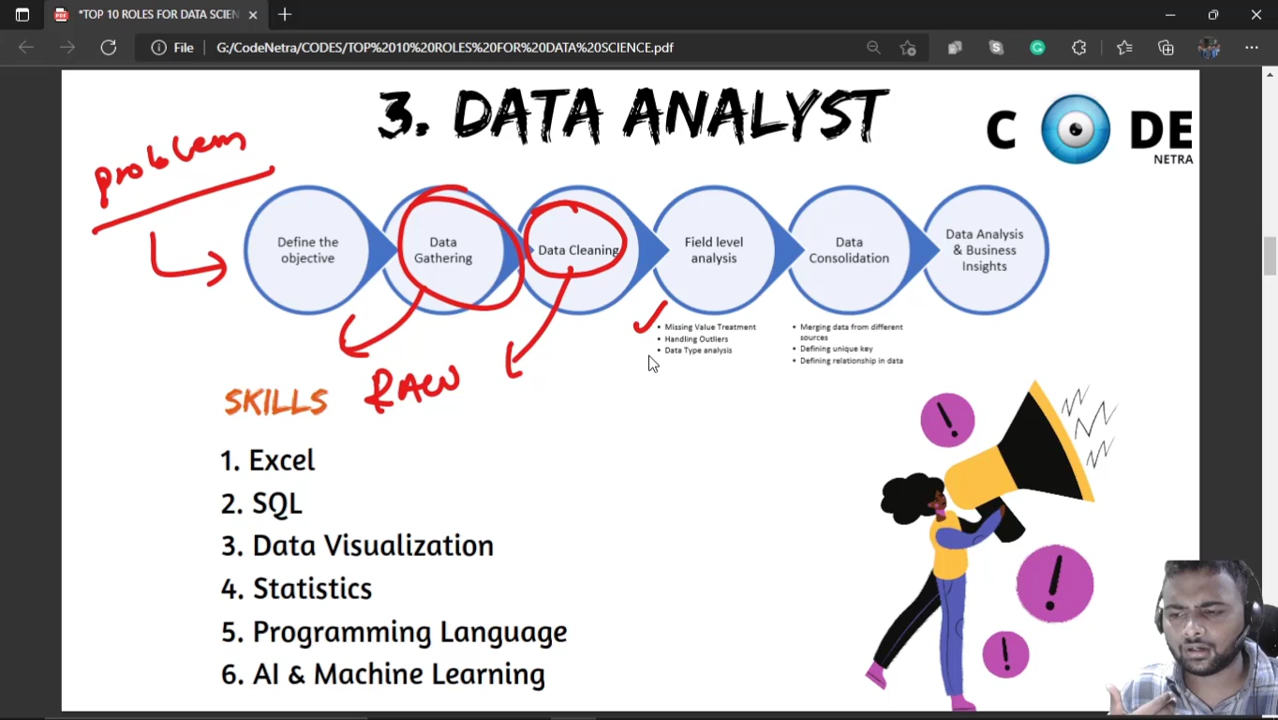 *TOP 10 ROLES FOR DATA SCIEN
File
G:/CodeNetra/CODES/TOP%2010%20ROLES%20FOR%20DATA%20SCIENCE.pdf
3. DATA ANALYST
C DE
NETRA
problem
Define the
objective
Data
Gathering
Data Cleaning
Field level
analysis
Data
Consolidation
Data Analysis
& Business
Insights
• Missing Value Treatment
• Handling Outliers
• Data Type analysis
• Merging data from different
sources
• Defining unique key
• Defining relationship in data
RAW
SKILLS
1. Excel
2. SQL
3. Data Visualization
4. Statistics
5. Programming Language
6. AI & Machine Learning